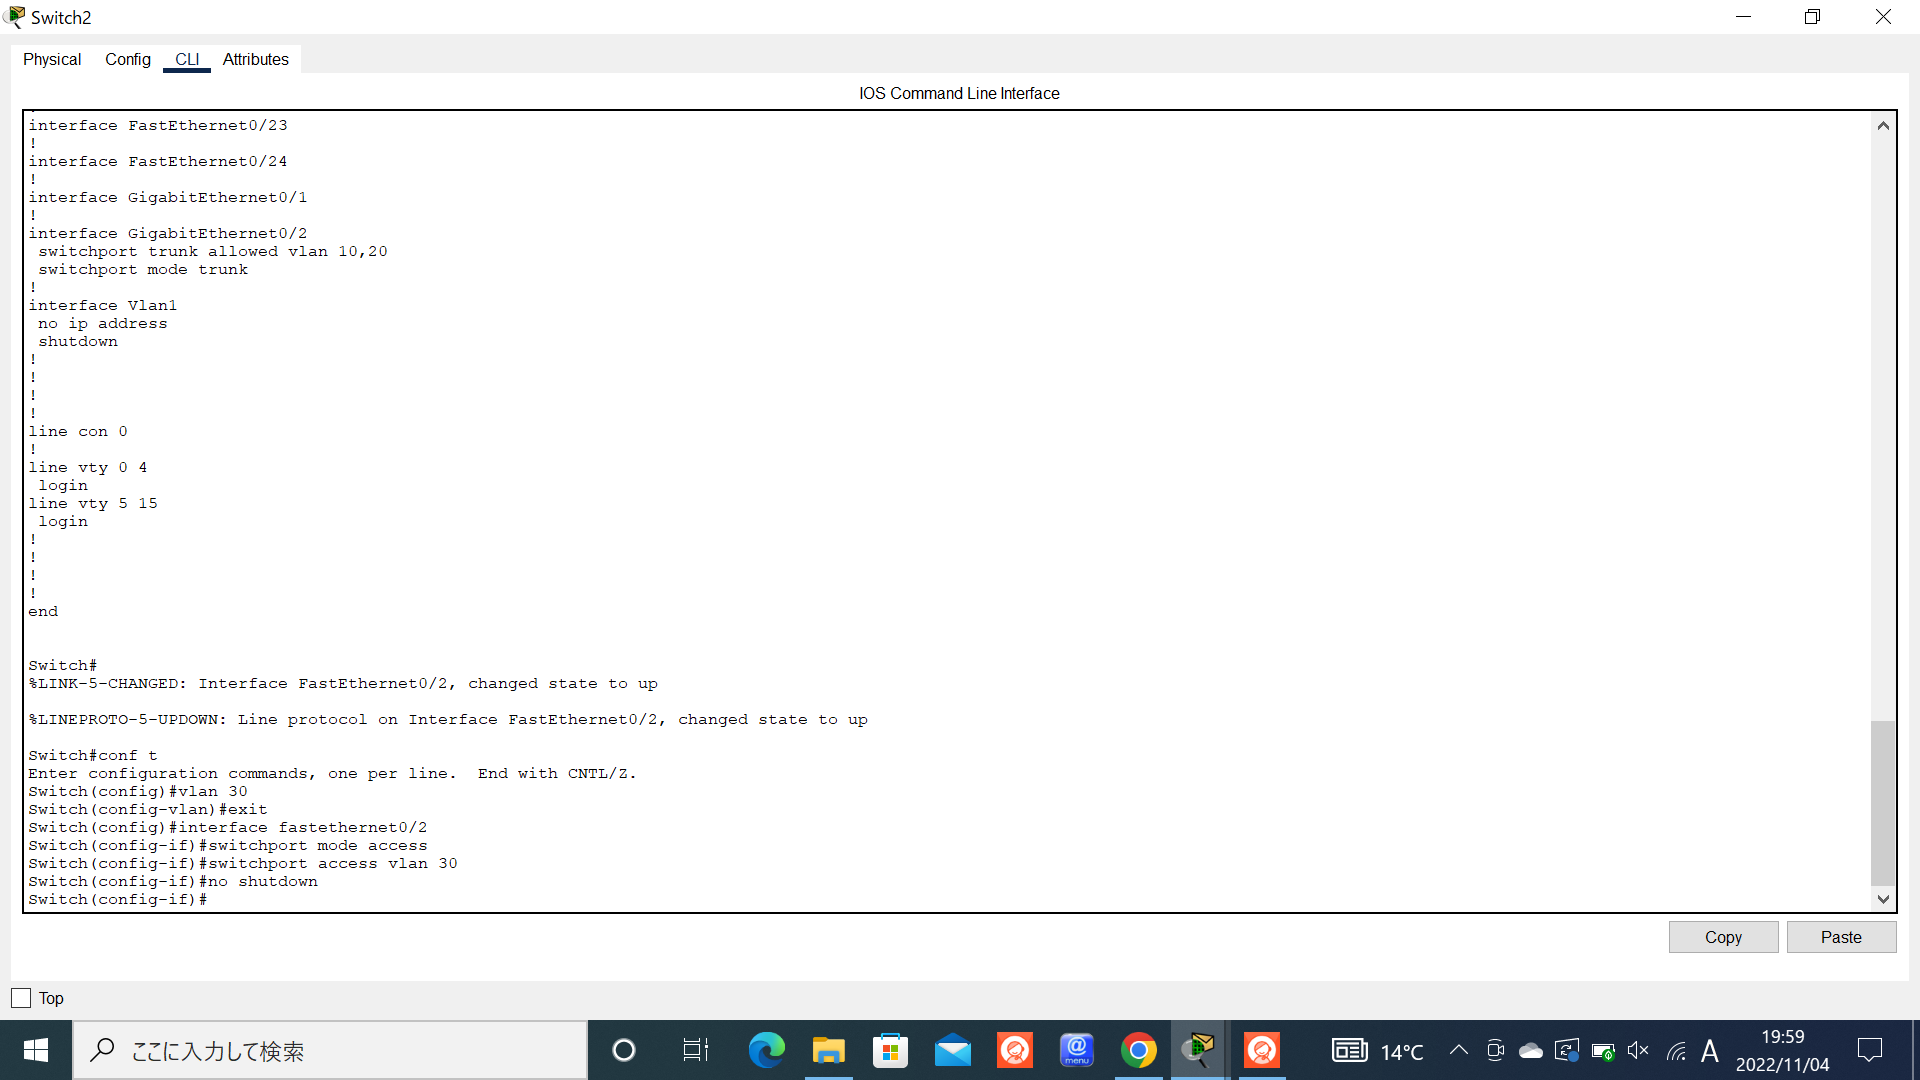 Switch2
Physical Config CLI Attributes
IOS Command Line Interface
interface FastEthernet0/23
!
interface FastEthernet0/24
!
interface GigabitEthernet0/1
!
interface GigabitEthernet0/2
 switchport trunk allowed vlan 10,20
 switchport mode trunk
!
interface Vlan1
 no ip address
 shutdown
!
!
!
!
line con 0
!
line vty 0 4
 login
line vty 5 15
 login
!
!
!
!
end
Switch#
%LINK-5-CHANGED: Interface FastEthernet0/2, changed state to up
%LINEPROTO-5-UPDOWN: Line protocol on Interface FastEthernet0/2, changed state to up
Switch#conf t
Enter configuration commands, one per line.  End with CNTL/Z.
Switch(config)#vlan 30
Switch(config-vlan)#exit
Switch(config)#interface fastethernet0/2
Switch(config-if)#switchport mode access
Switch(config-if)#switchport access vlan 30
Switch(config-if)#no shutdown
Switch(config-if)#
Copy Paste
Top
ここに入力して検索
@
menu
14°C
A
19:59
2022/11/04